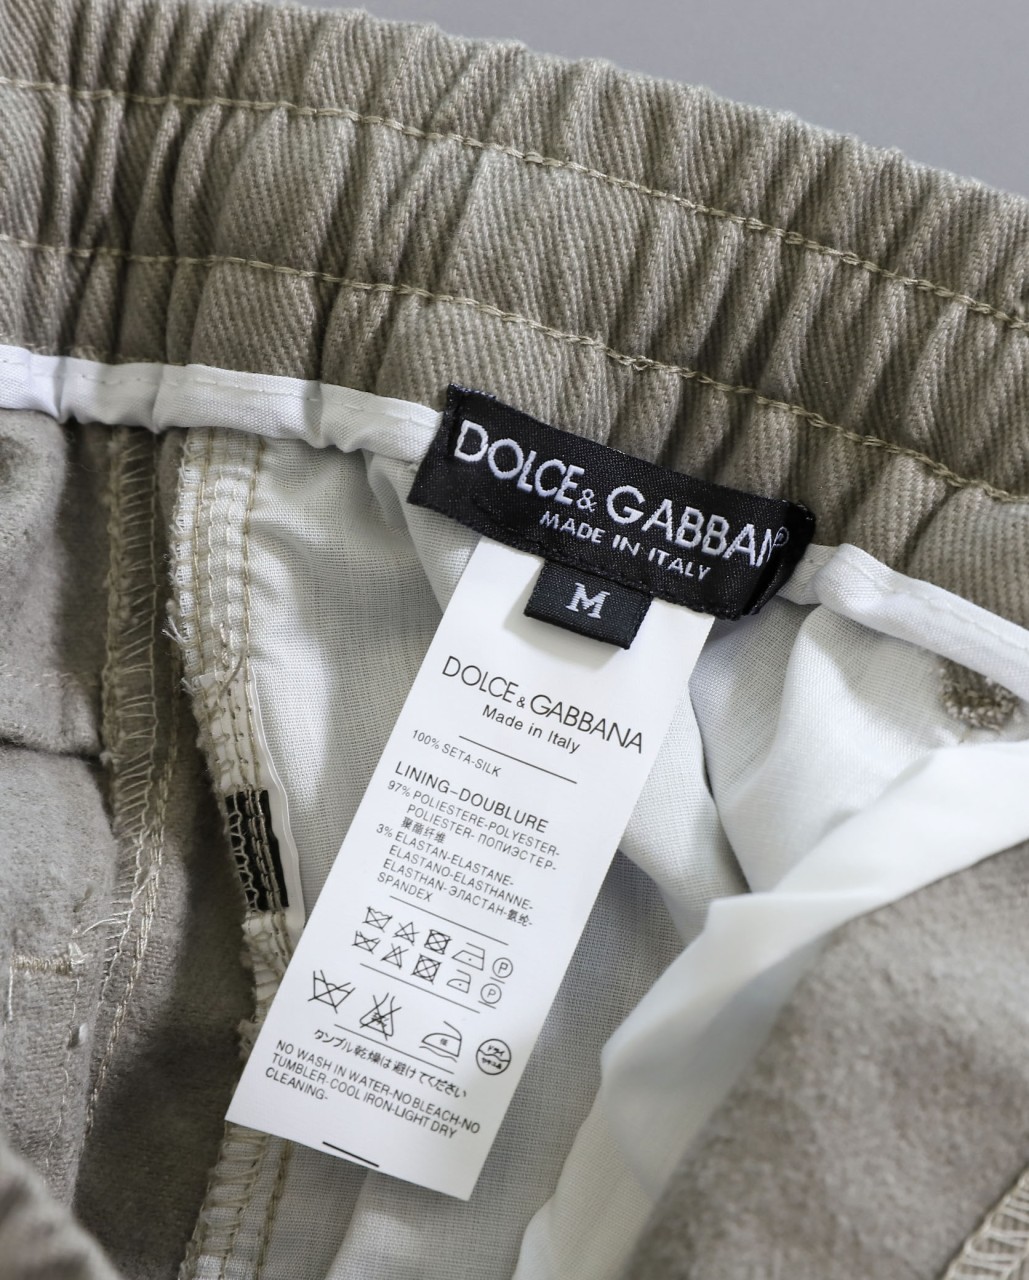 DOLCE & GABBAN
MADE IN ITALY
M
DOLCE & GABBANA
Made in Italy
100% SETA-SILK
LINING-DOUBLURE
97% POLIESTERE-POLYESTER-
POLIESTER- ПОПИЭСТЕР-
聚酯纤维
3% ELASTAN-ELASTANE-
ELASTANO-ELASTHANNE-
ELASTHAN- ЭЛАСТАН-氨纶-
SPANDEX
P
P
タンブル乾燥は避けてください
NO WASH IN WATER-NO BLEACH-NO
TUMBLER-COOL IRON-LIGHT DRY
CLEANING-